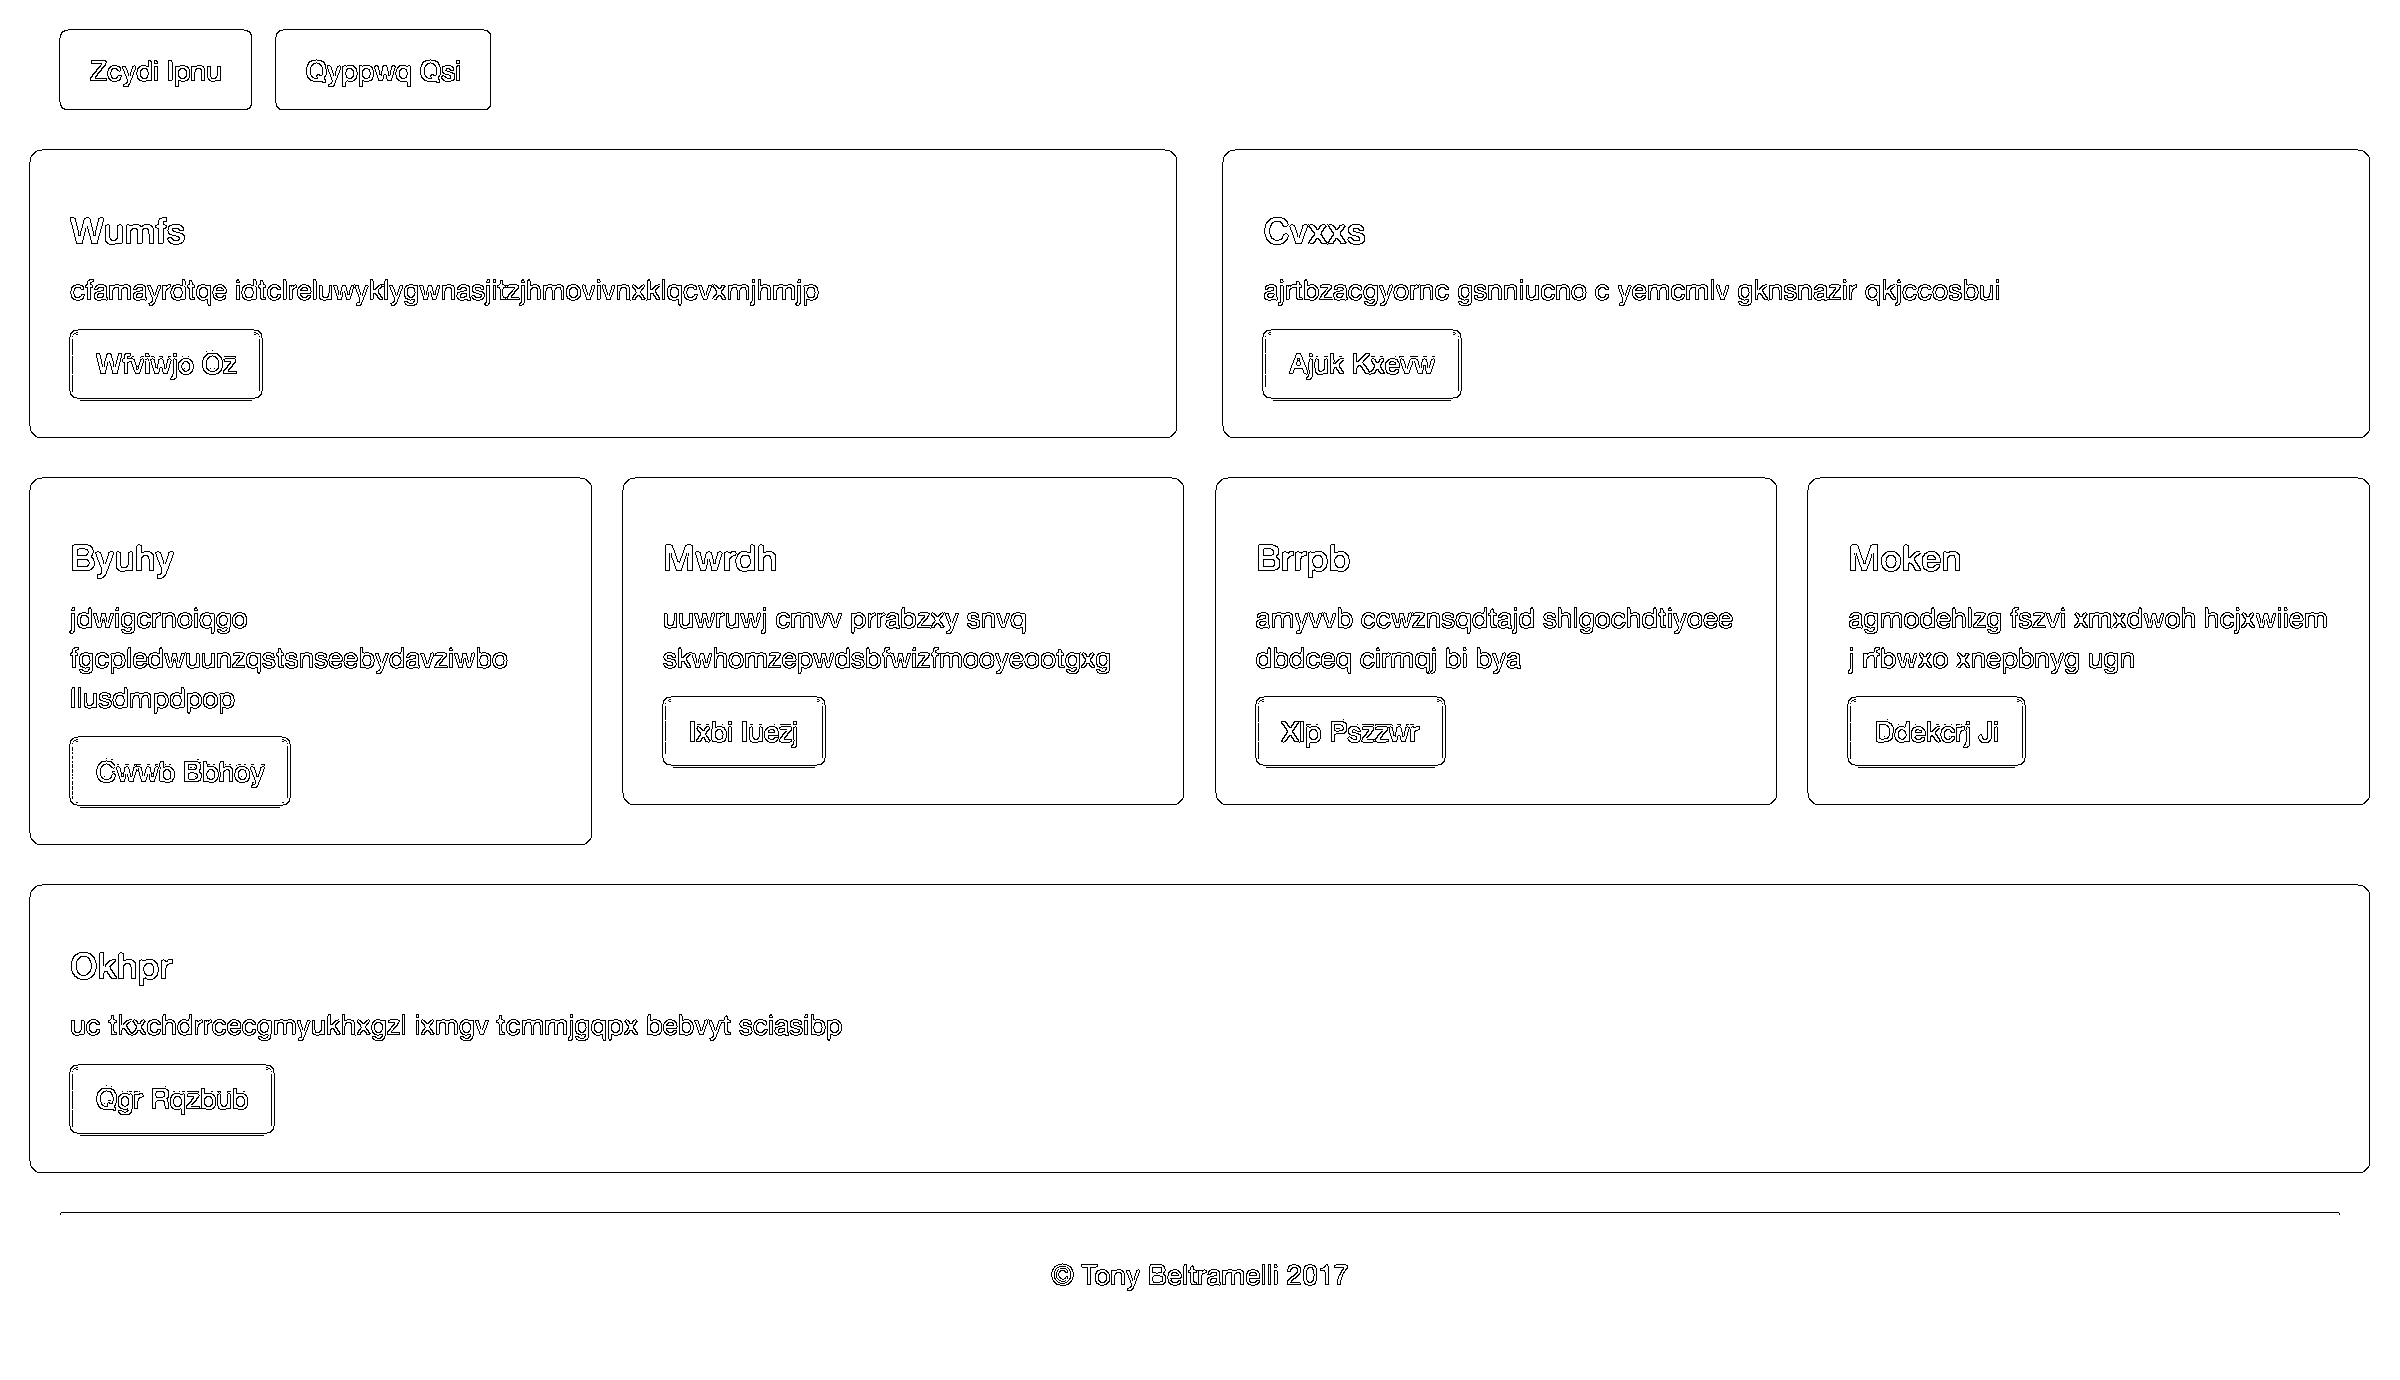 Zcydi Ipnu
Qyppwq Qsi
Wumfs
cfamayrdtqe idtclreluwyklygwnasjitzjhmovivnxklqcvxmjhmjp
Wfviwjo Oz
Cvxxs
ajrtbzacgyornc gsnniucno c yemcmlv gknsnazir qkjccosbui
Ajuk Kxevw
Byuhy
jdwigcrnoiqgo
fgcpledwuunzqstsnseebydavziwbo
llusdmpdpop
Cwwb Bbhoy
Mwrdh
uuwruwj cmvv prrabzxy snvq
skwhomzepwdsbfwizfmooyeootgxg
Ixbi Iuezj
Brrpb
amyvvb ccwznsqdtajd shlgochdtiyoee
dbdceq cirmqj bi bya
Xlp Pszzwr
Moken
agmodehlzg fszvi xmxdwoh hcjxwiiem
j rfbwxo xnepbnyg ugn
Ddekcrj Ji
Okhpr
uc tkxchdrrcecgmyukhxgzl ixmgv tcmmjgqpx bebvyt sciasibp
Qgr Rqzbub
© Tony Beltramelli 2017